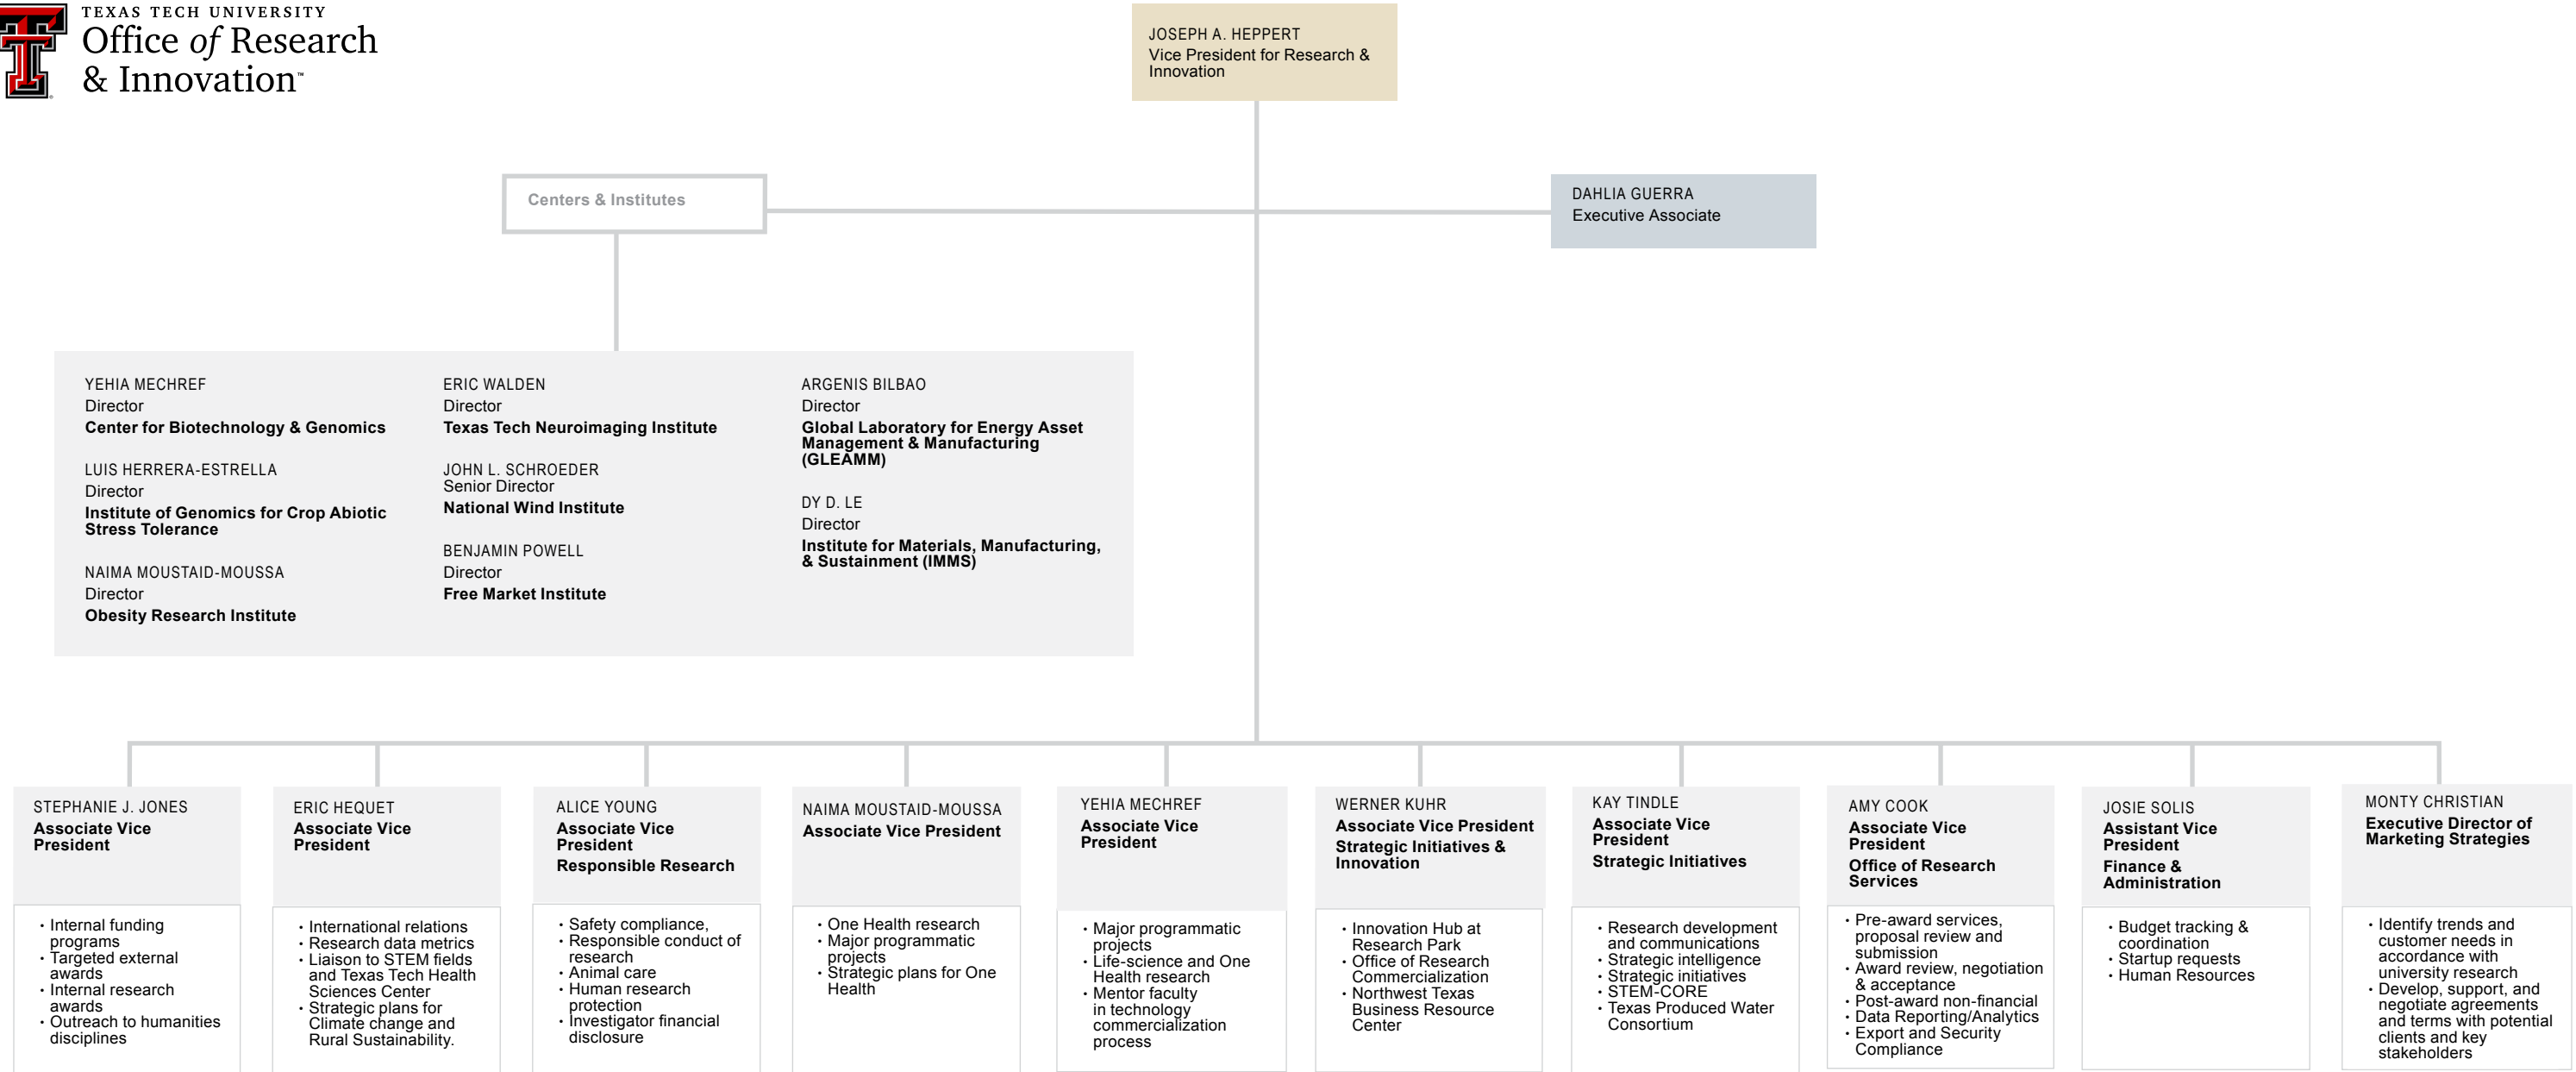 TEXAS TECH UNIVERSITY
Office of Research
& Innovation™
JOSEPH A. HEPPERT
Vice President for Research &
Innovation
Centers & Institutes
DAHLIA GUERRA
Executive Associate
YEHIA MECHREF
Director
Center for Biotechnology & Genomics
LUIS HERRERA-ESTRELLA
Director
Institute of Genomics for Crop Abiotic
Stress Tolerance
NAIMA MOUSTAID-MOUSSA
Director
Obesity Research Institute
ERIC WALDEN
Director
Texas Tech Neuroimaging Institute
JOHN L. SCHROEDER
Senior Director
National Wind Institute
BENJAMIN POWELL
Director
Free Market Institute
ARGENIS BILBAO
Director
Global Laboratory for Energy Asset
Management & Manufacturing
(GLEAMM)
DY D. LE
Director
Institute for Materials, Manufacturing,
& Sustainment (IMMS)
STEPHANIE J. JONES
Associate Vice
President
• Internal funding
programs
• Targeted external
awards
• Internal research
awards
• Outreach to humanities
disciplines
ERIC HEQUET
Associate Vice
President
• International relations
• Research data metrics
• Liaison to STEM fields
and Texas Tech Health
Sciences Center
• Strategic plans for
Climate change and
Rural Sustainability.
ALICE YOUNG
Associate Vice
President
Responsible Research
• Safety compliance,
• Responsible conduct of
research
• Animal care
• Human research
protection
• Investigator financial
disclosure
NAIMA MOUSTAID-MOUSSA
Associate Vice President
• One Health research
• Major programmatic
projects
• Strategic plans for One
Health
YEHIA MECHREF
Associate Vice
President
• Major programmatic
projects
• Life-science and One
Health research
• Mentor faculty
in technology
commercialization
process
WERNER KUHR
Associate Vice President
Strategic Initiatives &
Innovation
• Innovation Hub at
Research Park
• Office of Research
Commercialization
• Northwest Texas
Business Resource
Center
KAY TINDLE
Associate Vice
President
Strategic Initiatives
• Research development
and communications
• Strategic intelligence
• Strategic initiatives
• STEM-CORE
• Texas Produced Water
Consortium
AMY COOK
Associate Vice
President
Office of Research
Services
• Pre-award services,
proposal review and
submission
• Award review, negotiation
& acceptance
• Post-award non-financial
• Data Reporting/Analytics
• Export and Security
Compliance
JOSIE SOLIS
Assistant Vice
President
Finance &
Administration
• Budget tracking &
coordination
• Startup requests
• Human Resources
MONTY CHRISTIAN
Executive Director of
Marketing Strategies
• Identify trends and
customer needs in
accordance with
university research
• Develop, support, and
negotiate agreements
and terms with potential
clients and key
stakeholders